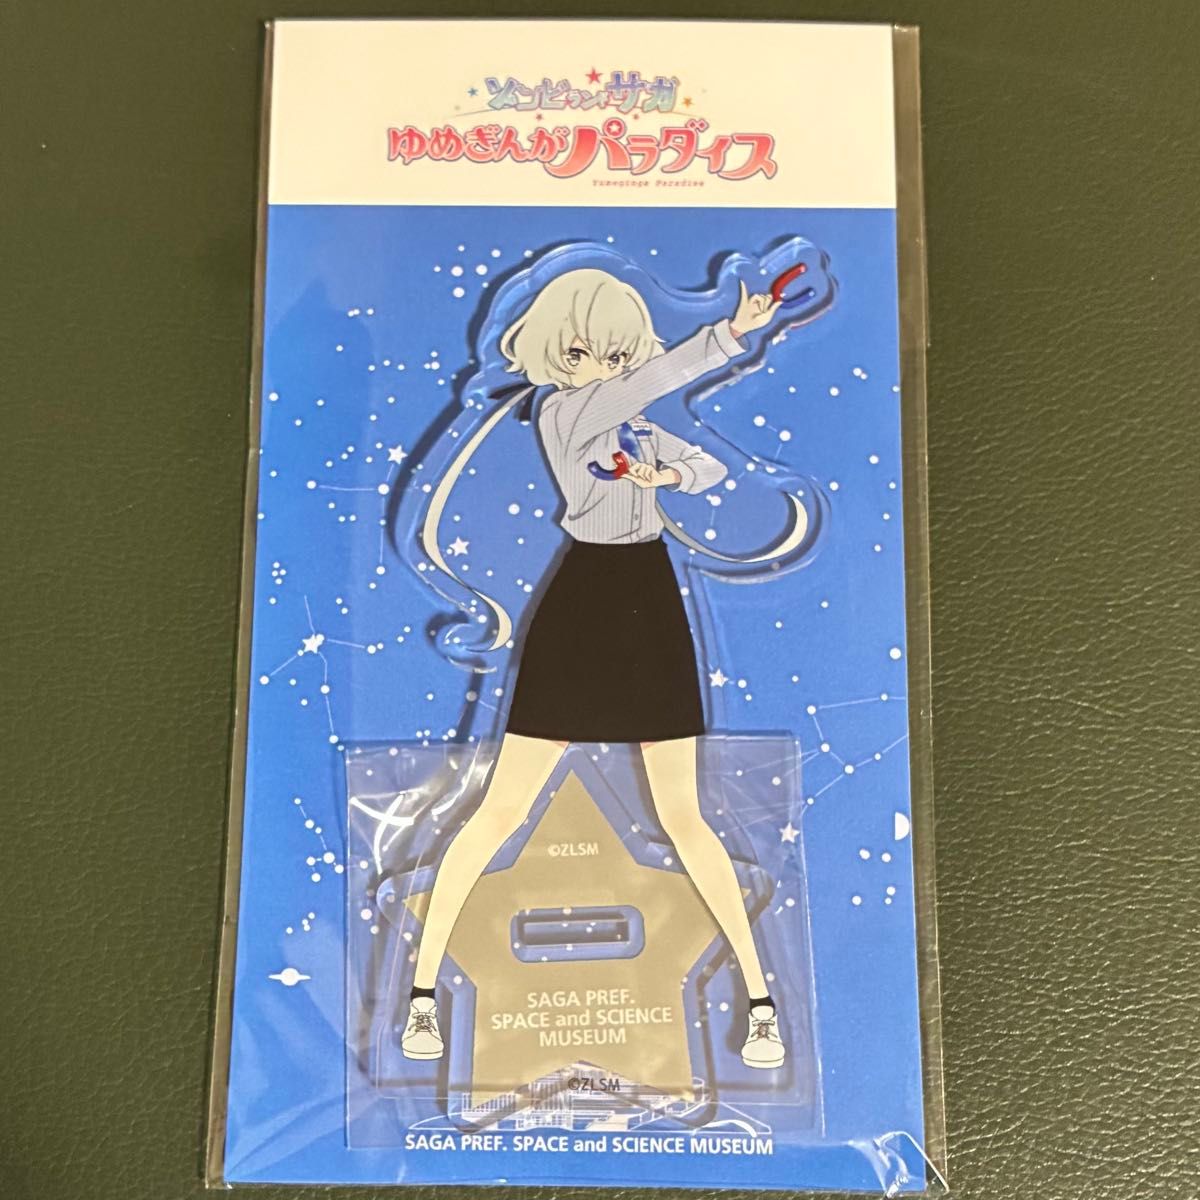 ゾンビランドサガ
ゆめぎんがパラダイス
Yumeginga Paradise
©ZLSM
SAGA PREF.
SPACE and SCIENCE
MUSEUM
©ZLSM
SAGA PREF. SPACE and SCIENCE MUSEUM